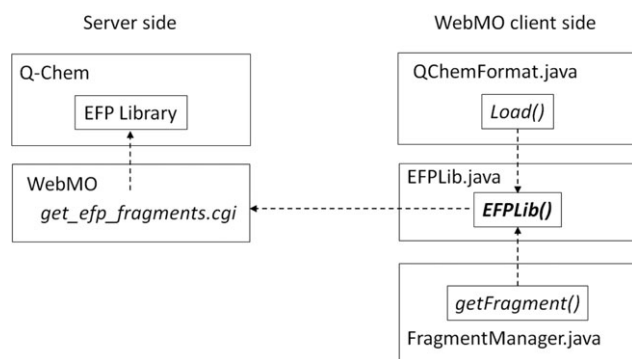 Server side
WebMO client side
Q-Chem
EFP Library
WebMO
get_efp_fragments.cgi
QChemFormat.java
Load()
EFPLib.java
EFPLib()
getFragment()
FragmentManager.java